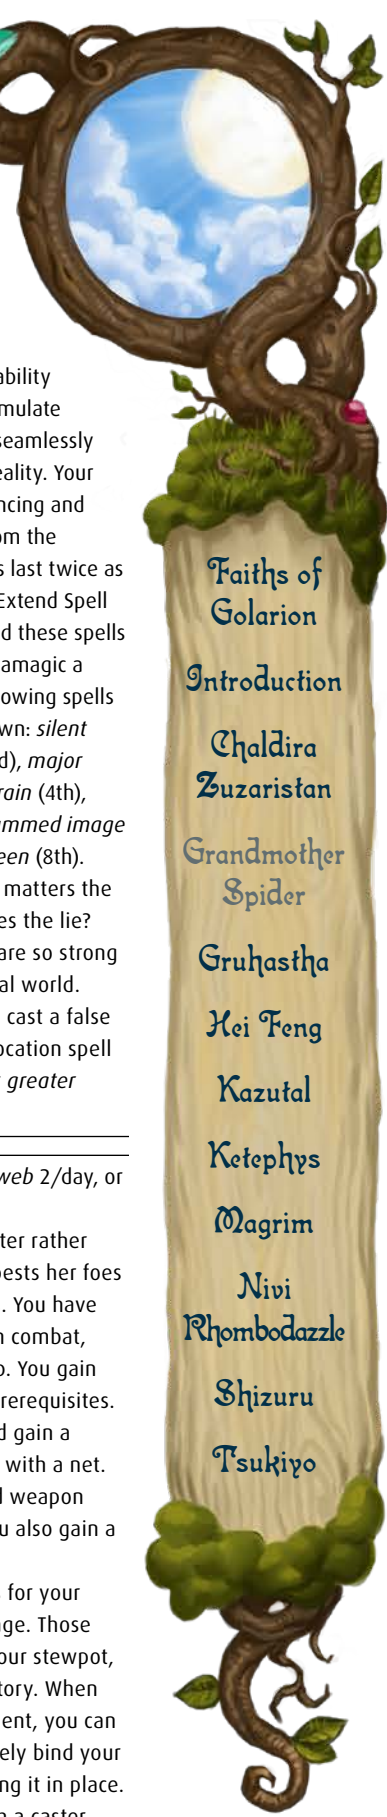 ability
mulate
seamlessly
eality. Your
ncing and
om the
s last twice as
Extend Spell
d these spells
amagic a
owing spells
wn: silent
d), major
rain (4th),
ummed image
een (8th).
matters the
es the lie?
are so strong
al world.
cast a false
ocation spell
greater
web 2/day, or
ter rather
pests her foes
. You have
n combat,
o. You gain
rerequisites.
d gain a
with a net.
l weapon
u also gain a
for your
ge. Those
our stewpot,
tory. When
ent, you can
ely bind your
ng it in place.
a caster
Faiths of
Golarion
Introduction
Chaldira
Zuzaristan
Grandmother
Spider
Gruhastha
Hei Feng
Kazutal
Ketephys
Magrim
Nivi
Rhombodazzle
Shizuru
Tsukiyo